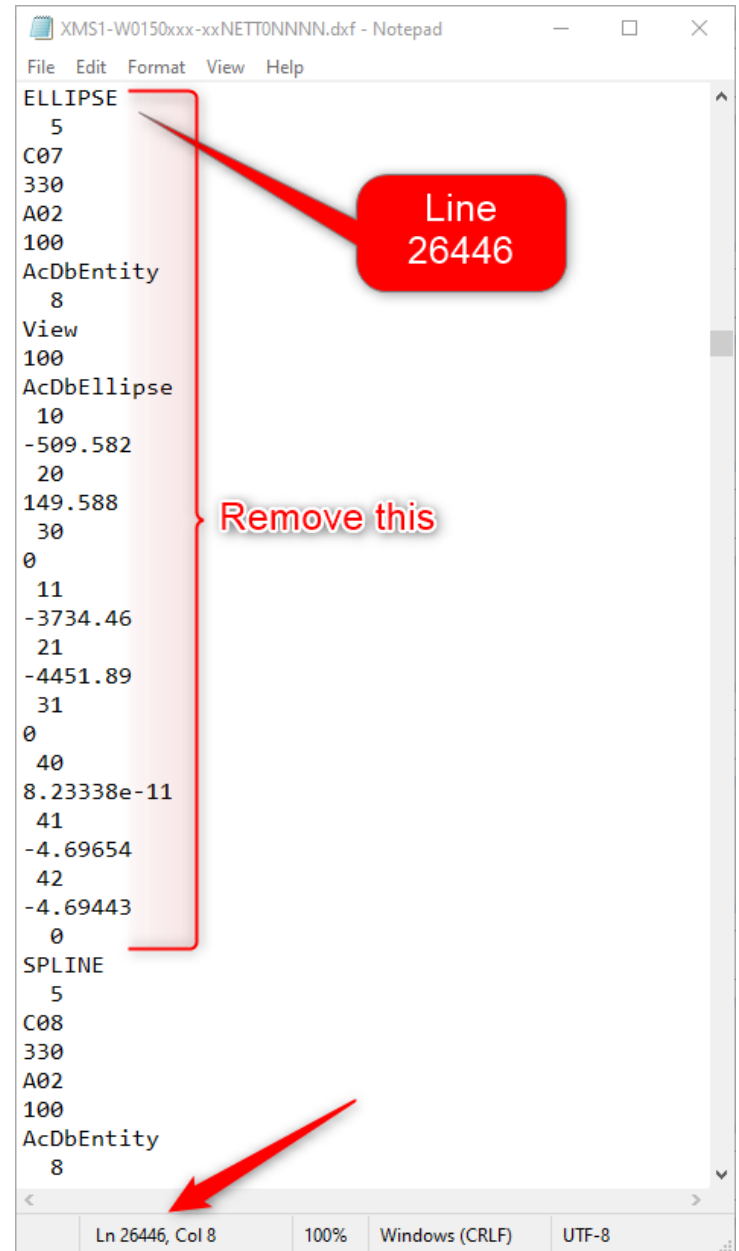 XMS1-W0150xxx-xxNETT0NNNN.dxf - Notepad
File Edit Format View Help
ELLIPSE
5
C07
330
A02
100
AcDbEntity
8
View
100
AcDbEllipse
10
-509.582
20
149.588
30
0
11
-3734.46
21
-4451.89
31
0
40
8.23338e-11
41
-4.69654
42
-4.69443
0
SPLINE
5
C08
330
A02
100
AcDbEntity
8
Line
26446
Remove this
Ln 26446, Col 8 100% Windows (CRLF) UTF-8